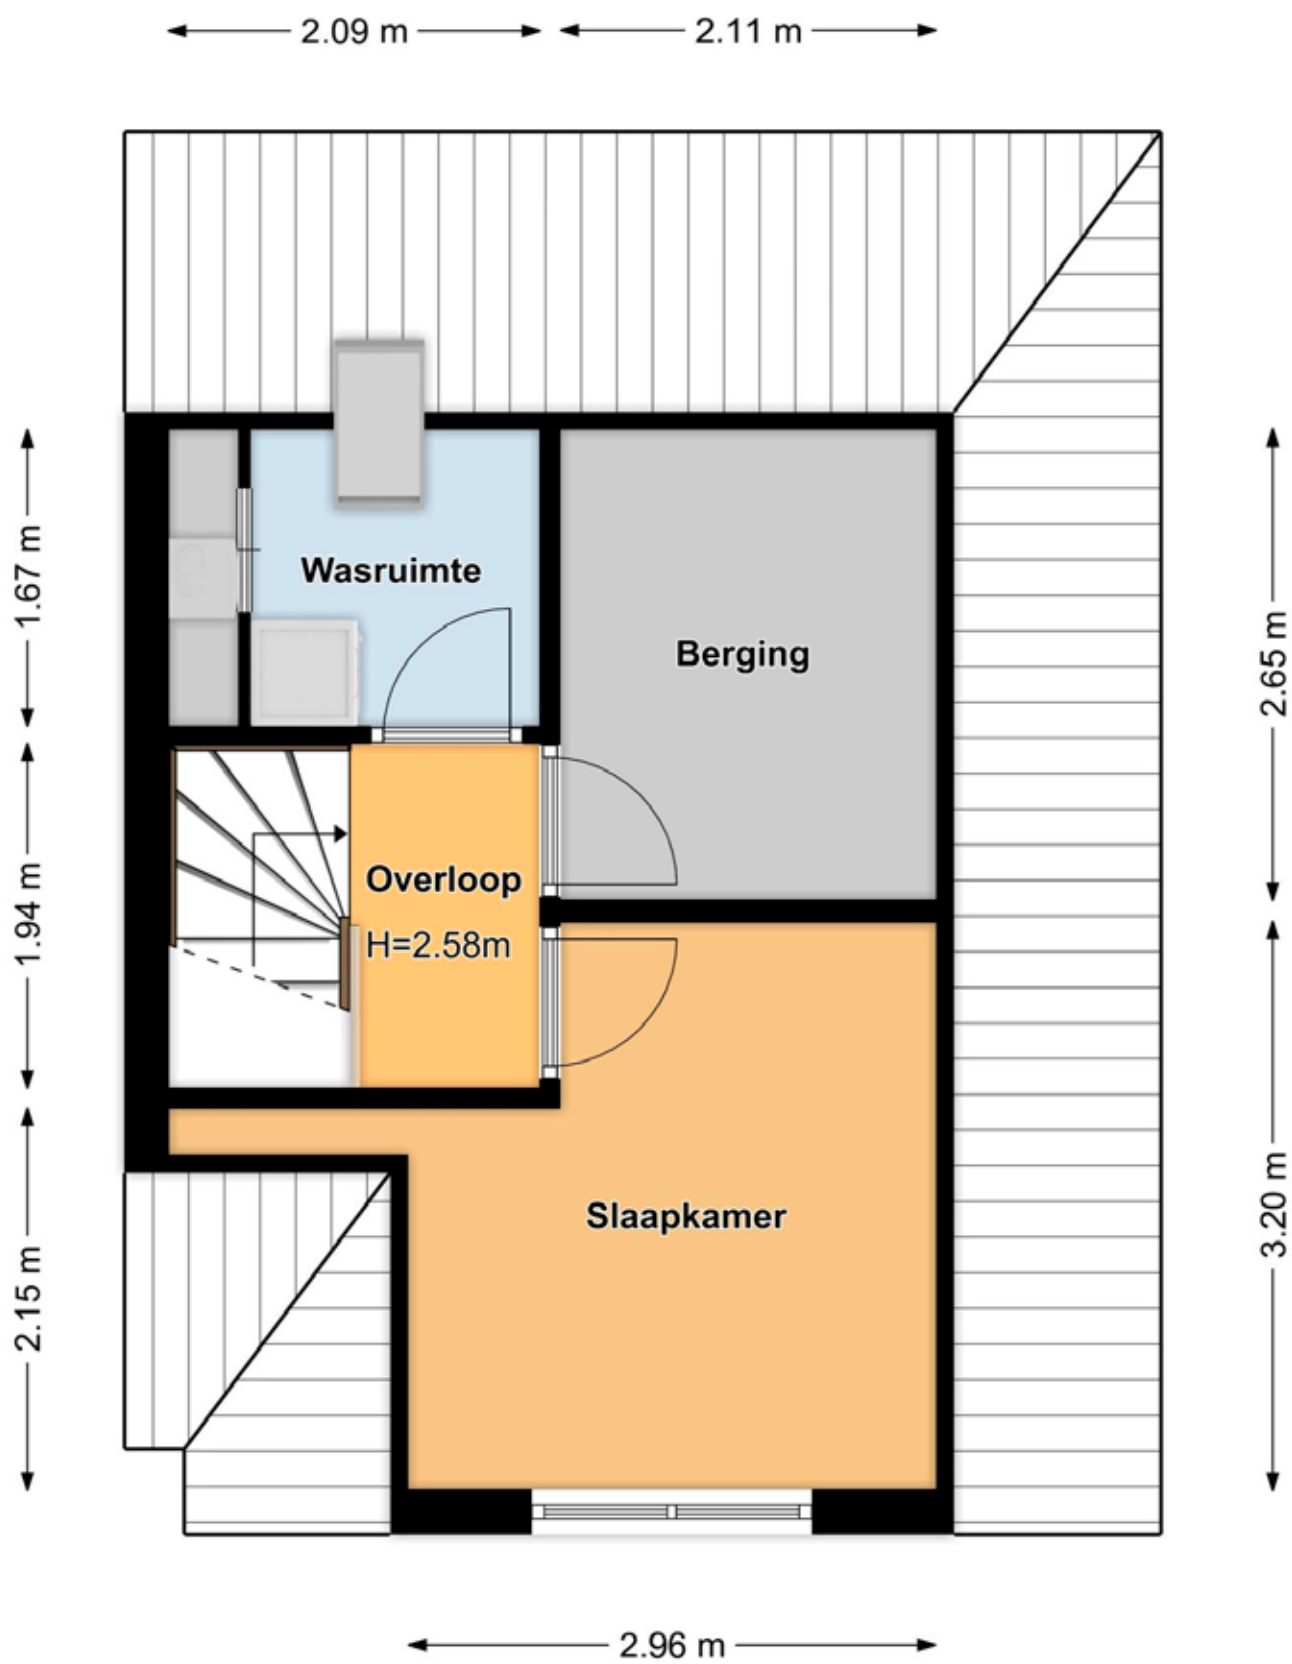 2.09 m
2.11 m
1.67 m
Wasruimte
Berging
2.65 m
1.94 m
Overloop
H=2.58m
Slaapkamer
3.20 m
2.15 m
2.96 m